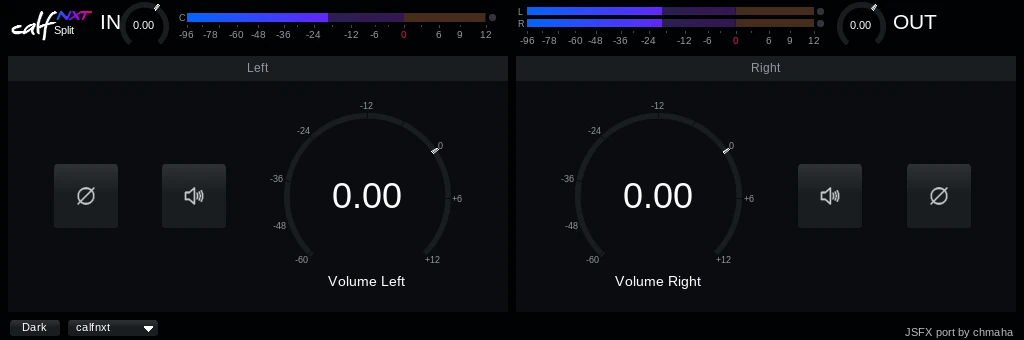 calf NXT Split IN 0.00 C L R 0.00 OUT
-96 -78 -60 -48 -36 -24 -12 -6 0 6 9 12 -96 -78 -60 -48 -36 -24 -12 -6 0 6 9 12
Left Right
-12 -12
-24 0 -24 0
-36 0.00 +6 -36 0.00 +6
-48 -48
-60 +12 -60 +12
Volume Left Volume Right
Dark calfnxt JSFX port by chmaha